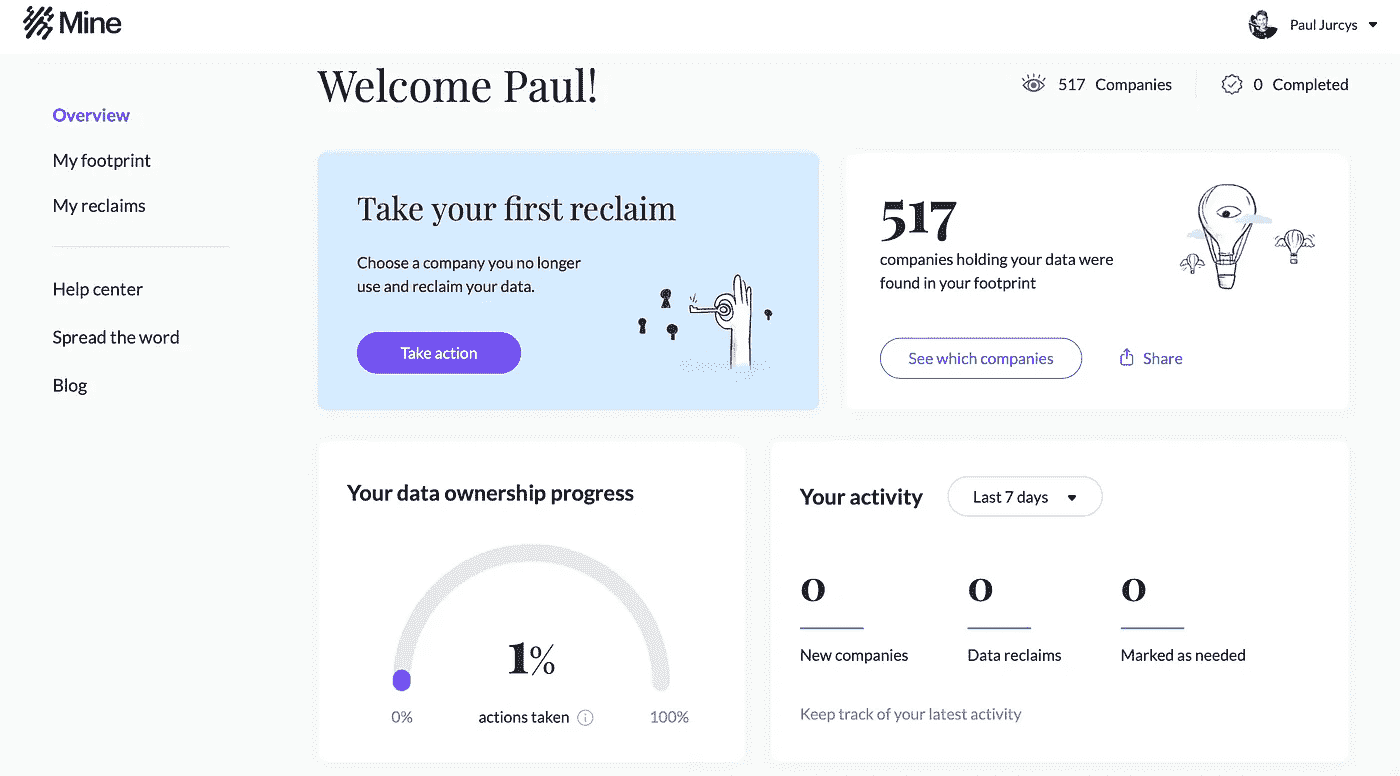 Mine
Paul Jurcys
Welcome Paul!
517 Companies
0 Completed
Overview
My footprint
My reclaims
Help center
Spread the word
Blog
Take your first reclaim
Choose a company you no longer
use and reclaim your data.
Take action
517
companies holding your data were
found in your footprint
See which companies
Share
Your data ownership progress
1%
0%
actions taken
100%
Your activity
Last 7 days
0
0
0
New companies
Data reclaims
Marked as needed
Keep track of your latest activity